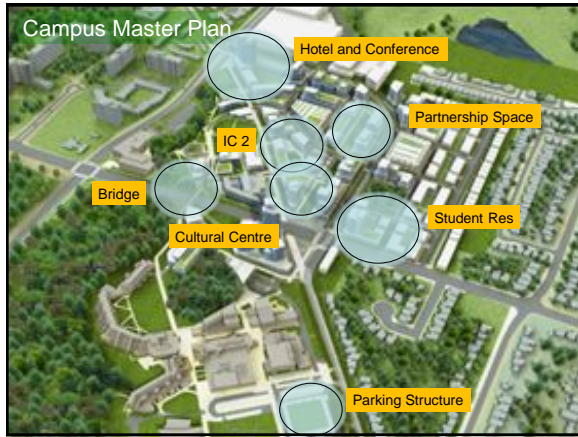 Campus Master Plan
Hotel and Conference
Partnership Space
IC 2
Bridge
Student Res
Cultural Centre
Parking Structure